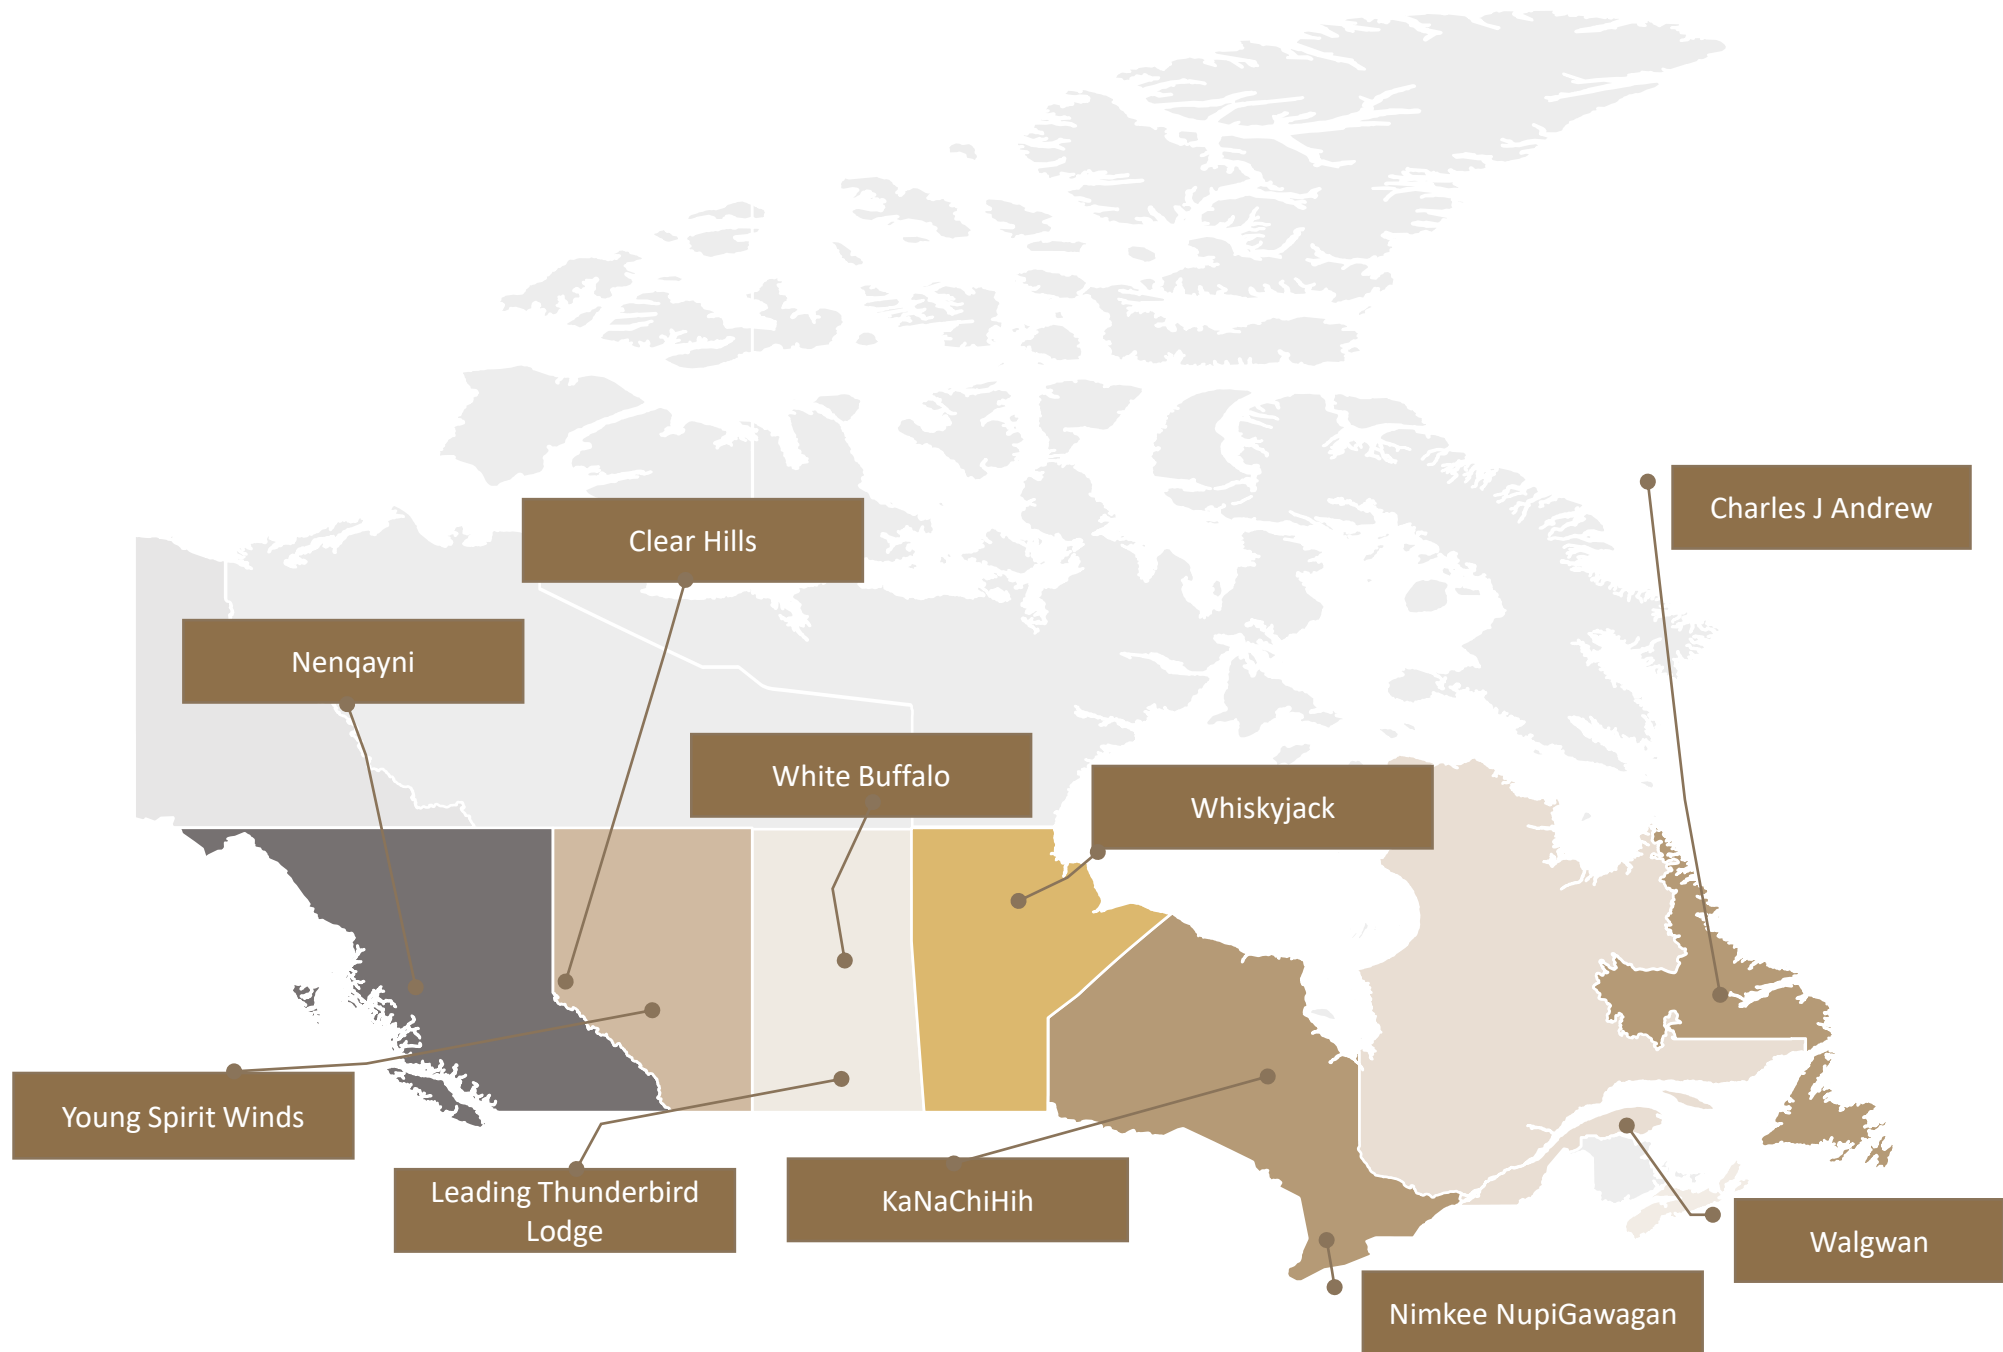 Charles J Andrew
Clear Hills
Nenqayni
White Buffalo
Whiskyjack
Young Spirit Winds
Leading Thunderbird
Lodge
KaNaChiHih
Walgwan
Nimkee NupiGawagan